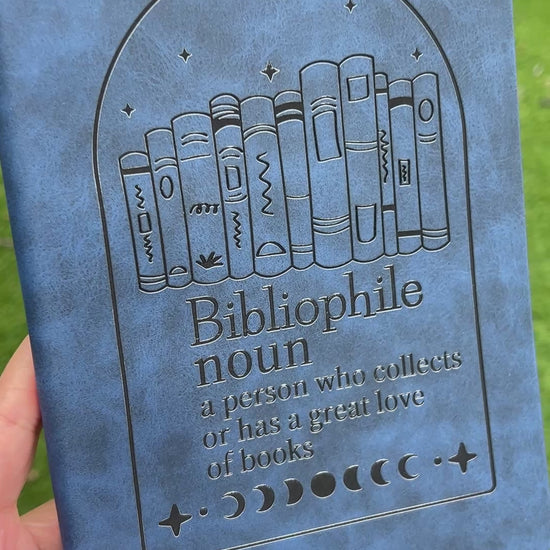 Bibliophile
noun
a person who collects
or has a great love
of books